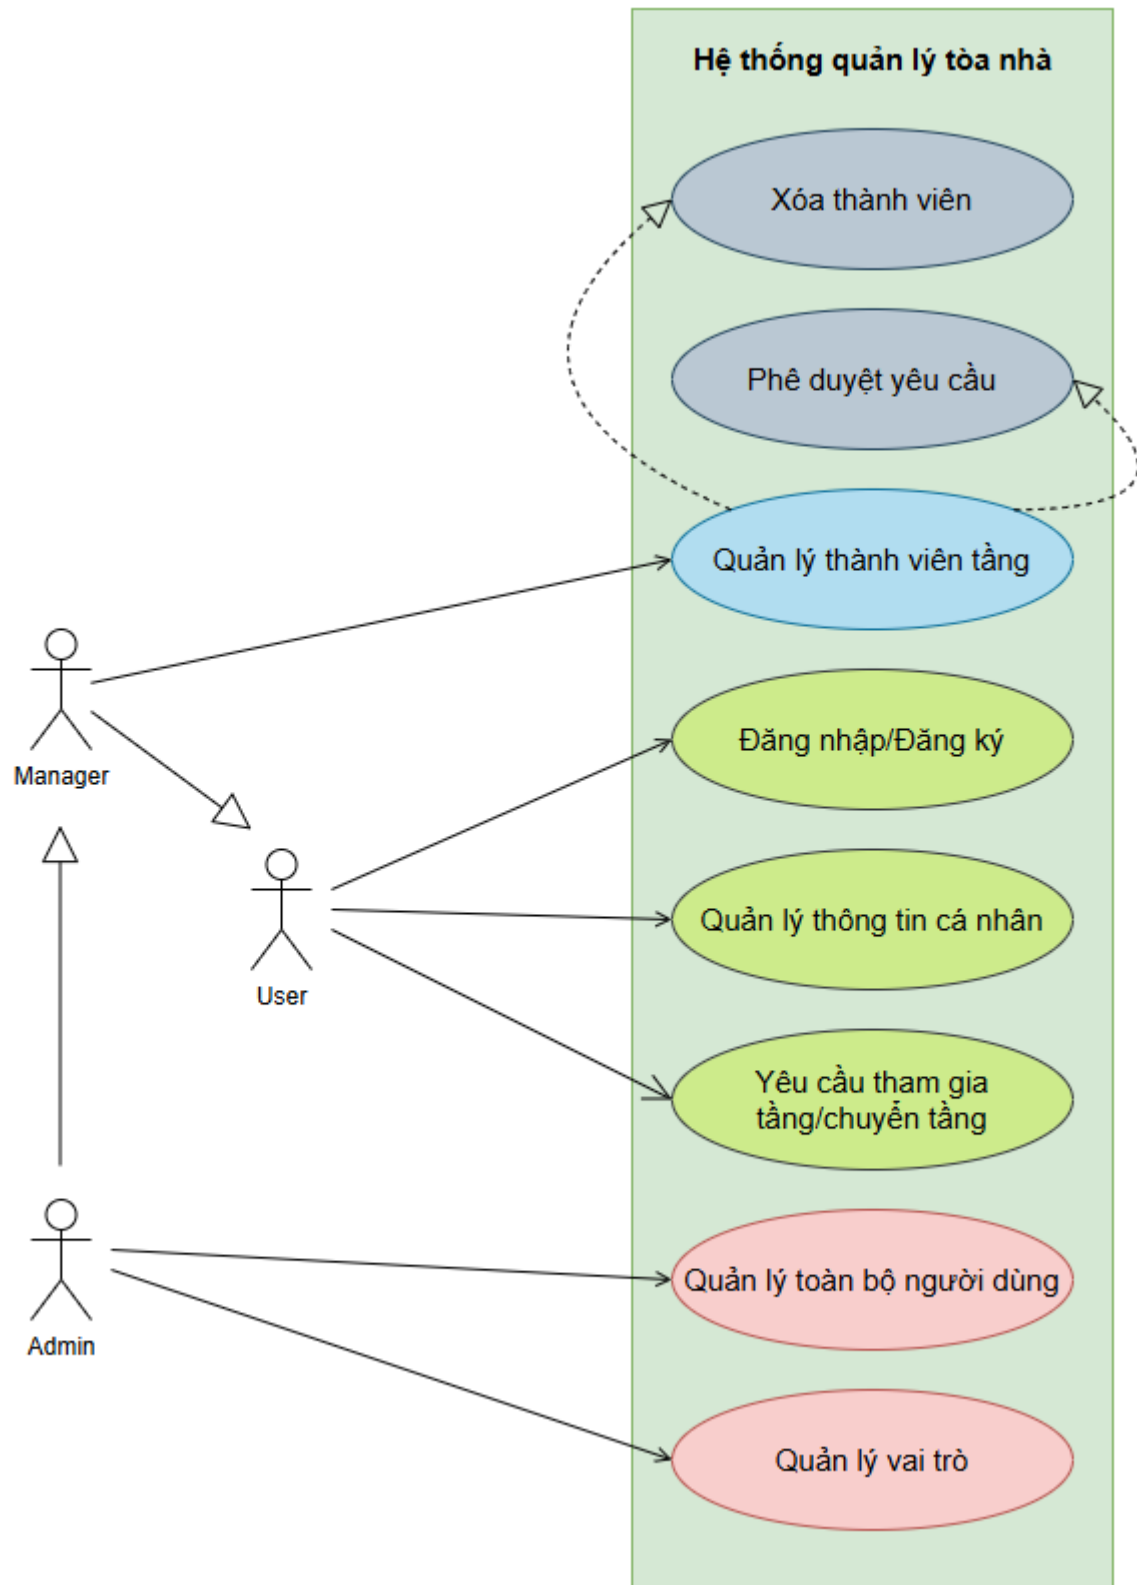 Hệ thống quản lý tòa nhà
Xóa thành viên
Phê duyệt yêu cầu
Quản lý thành viên tầng
Đăng nhập/Đăng ký
Manager
Quản lý thông tin cá nhân
User
Yêu cầu tham gia
tầng/chuyển tầng
Quản lý toàn bộ người dùng
Admin
Quản lý vai trò